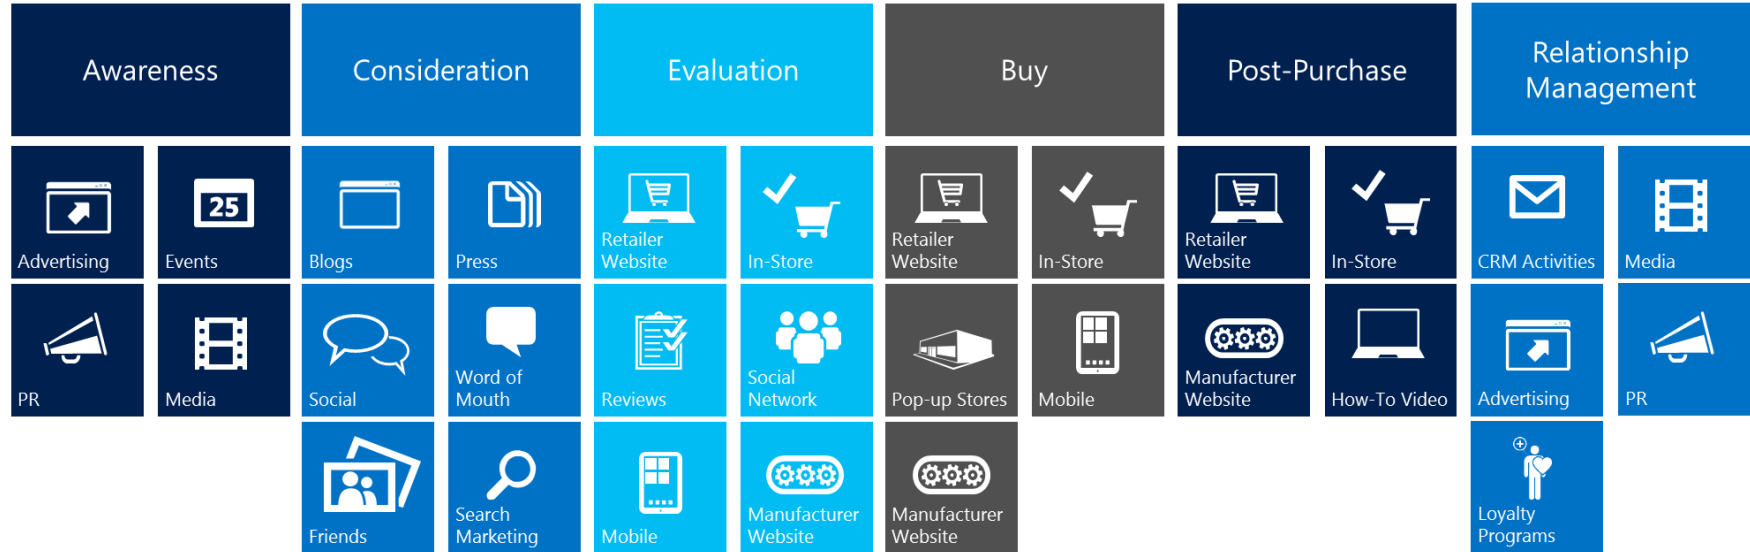 Awareness
Consideration
Evaluation
Buy
Post-Purchase
Relationship
Management
Advertising
25
Events
Blogs
Press
Retailer
Website
In-Store
Retailer
Website
In-Store
Retailer
Website
In-Store
CRM Activities
Media
PR
Media
Social
Word of
Mouth
Reviews
Social
Network
Pop-up Stores
Mobile
Manufacturer
Website
How-To Video
Advertising
PR
Friends
Search
Marketing
Mobile
Manufacturer
Website
Manufacturer
Website
Loyalty
Programs